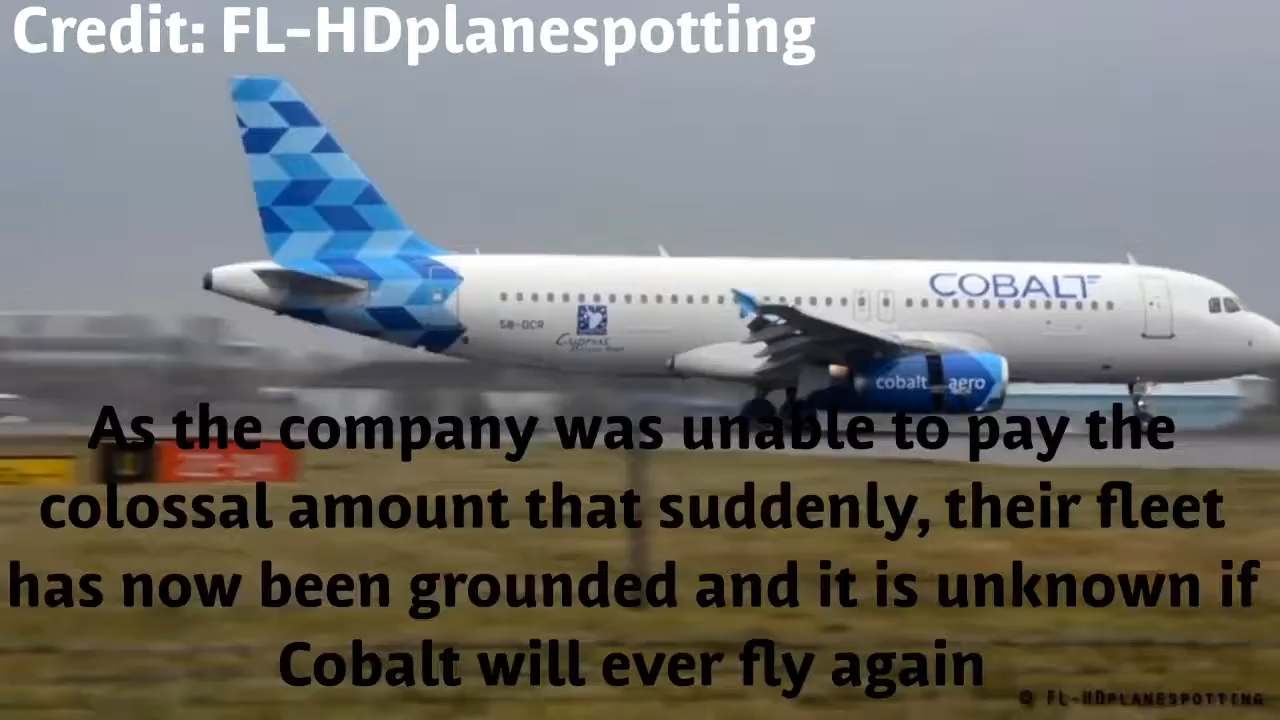 Credit: FL-HDplanespotting
COBALT
5B-DCR
Cyprus
cobalt aero
As the company was unable to pay the
colossal amount that suddenly, their fleet
has now been grounded and it is unknown if
Cobalt will ever fly again
© FL-HDPLANESPOTTING